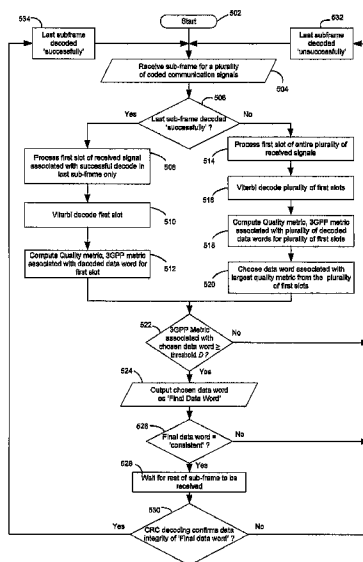 534
502
532
Last subframe
decoded
'successfully'
Start
Last subframe
decoded
'unsuccessfully'
Receive sub-frame for a plurality
of coded communication signals
504
506
Last sub-frame decoded
'successfully' ?
Yes
No
Process first slot of received signal
associated with successful decode in
last sub-frame only
508
514
Process first slot of entire plurality of
received signals
Viterbi decode first slot
510
516
Viterbi decode plurality of first slots
Compute Quality metric, 3GPP metric
associated with decoded data word for
first slot
512
518
Compute Quality metric, 3GPP metric
associated with plurality of decoded
data words for plurality of first slots
520
Choose data word associated with
largest quality metric from the plurality
of first slots
522
3GPP Metric
associated with
chosen data word ≥
threshold D ?
No
Yes
524
Output chosen data word
as 'Final Data Word'
526
Final data word =
'consistent' ?
No
Yes
528
Wait for rest of sub-frame to be
received
530
Yes
CRC decoding confirms data
integrity of 'Final data word' ?
No